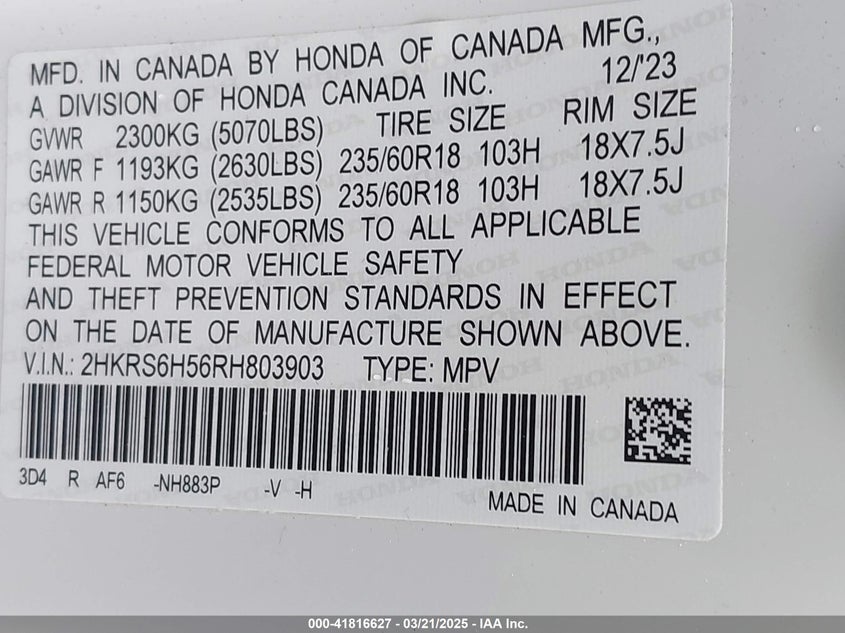 MFD. IN CANADA BY HONDA OF CANADA MFG.,
A DIVISION OF HONDA CANADA INC. 12/'23
GVWR 2300KG (5070LBS) TIRE SIZE RIM SIZE
GAWR F 1193KG (2630LBS) 235/60R18 103H 18X7.5J
GAWR R 1150KG (2535LBS) 235/60R18 103H 18X7.5J
THIS VEHICLE CONFORMS TO ALL APPLICABLE
FEDERAL MOTOR VEHICLE SAFETY
AND THEFT PREVENTION STANDARDS IN EFFECT
ON THE DATE OF MANUFACTURE SHOWN ABOVE.
V.I.N.: 2HKRS6H56RH803903 TYPE: MPV
3D4 R AF6 -NH883P -V -H
MADE IN CANADA
000-41816627 - 03/21/2025 - IAA Inc.